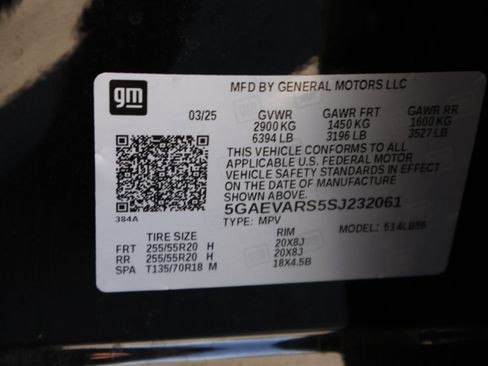 gm
MFD BY GENERAL MOTORS LLC
03/25 GVWR GAWR FRT GAWR RR
2900 KG 1450 KG 1600 KG
6394 LB 3196 LB 3527 LB
THIS VEHICLE CONFORMS TO ALL
APPLICABLE U.S. FEDERAL MOTOR
VEHICLE SAFETY STANDARDS IN EFFECT
ON THE DATE OF MANUFACTURE
SHOWN ABOVE.
384A
5GAEVARS5SJ232061
TYPE: MPV MODEL: 514LB56
TIRE SIZE RIM
FRT 255/55R20 H 20X8J
RR 255/55R20 H 20X8J
SPA T135/70R18 M 18X4.5B